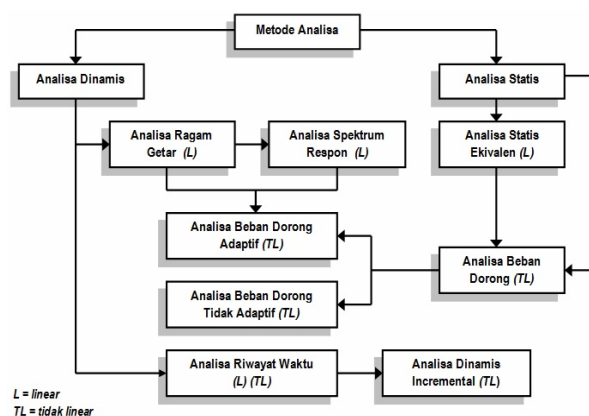 Metode Analisa
Analisa Dinamis
Analisa Statis
Analisa Ragam
Getar (L)
Analisa Spektrum
Respon (L)
Analisa Statis
Ekivalen (L)
Analisa Beban Dorong
Adaptif (TL)
Analisa Beban
Dorong (TL)
Analisa Beban Dorong
Tidak Adaptif (TL)
Analisa Riwayat Waktu
(L) (TL)
Analisa Dinamis
Incremental (TL)
L = linear
TL = tidak linear